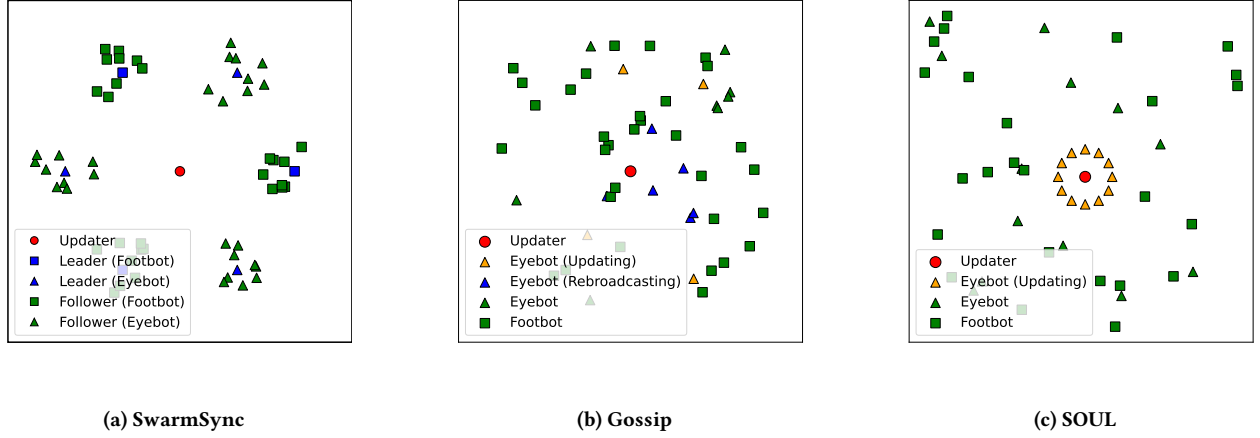 Updater
Leader (Footbot)
Leader (Eyebot)
Follower (Footbot)
Follower (Eyebot)
(a) SwarmSync
Updater
Eyebot (Updating)
Eyebot (Rebroadcasting)
Eyebot
Footbot
(b) Gossip
Updater
Eyebot (Updating)
Eyebot
Footbot
(c) SOUL